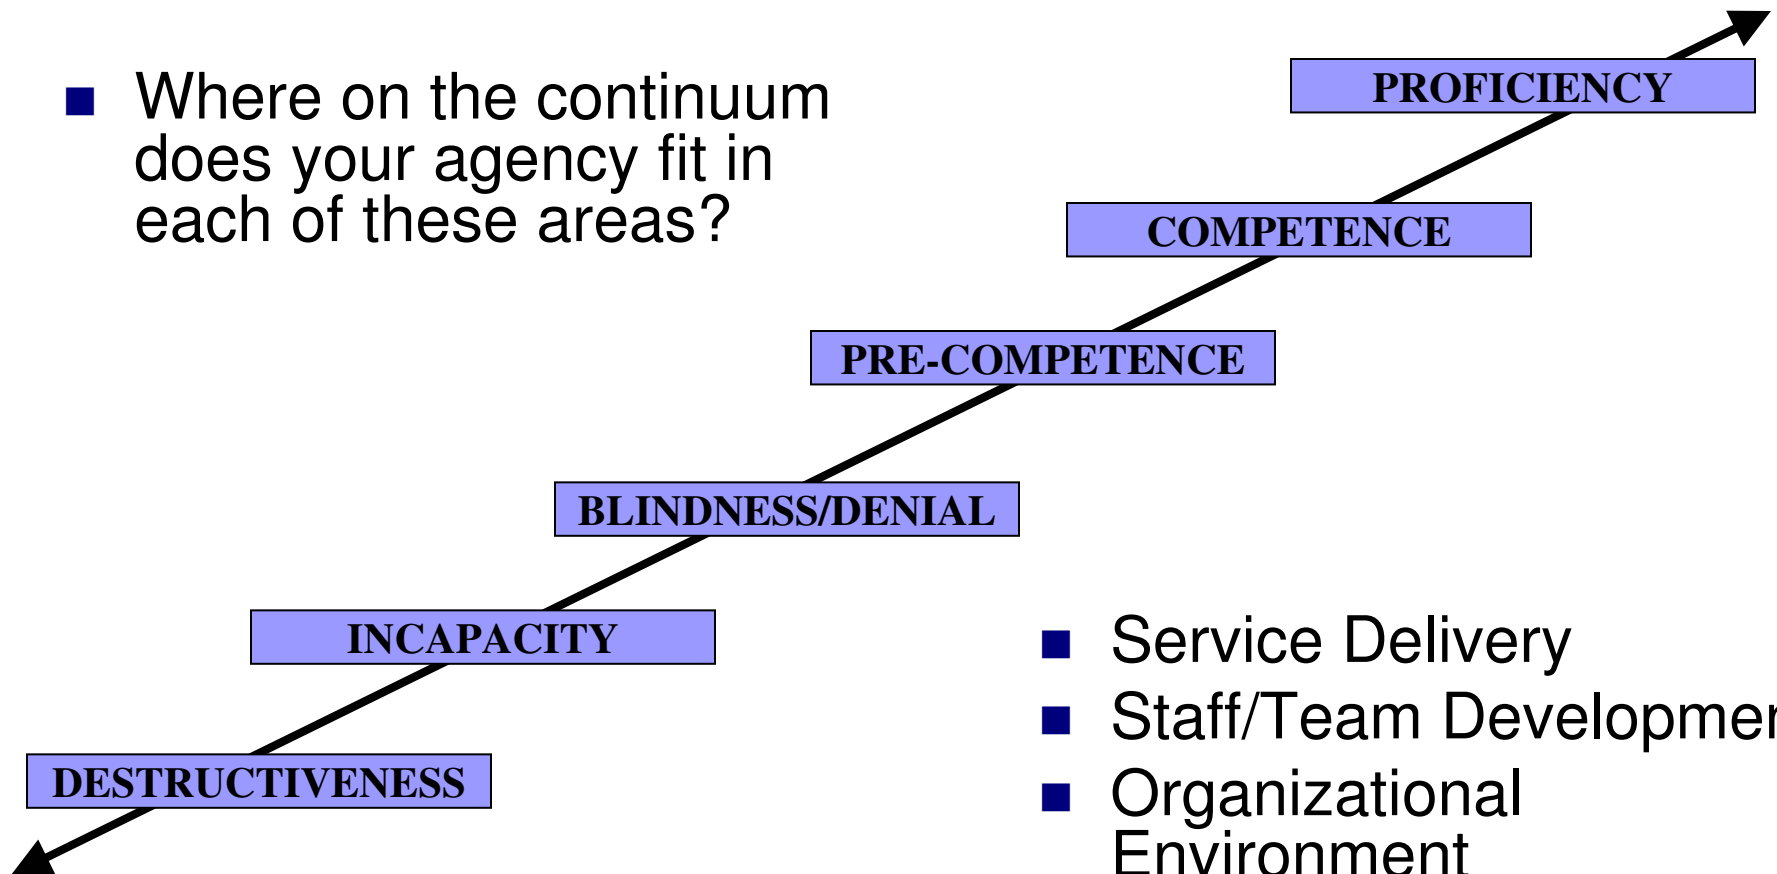 Where on the continuum
does your agency fit in
each of these areas?
PROFICIENCY
COMPETENCE
PRE-COMPETENCE
BLINDNESS/DENIAL
INCAPACITY
DESTRUCTIVENESS
Service Delivery
Staff/Team Developmen
Organizational
Environment